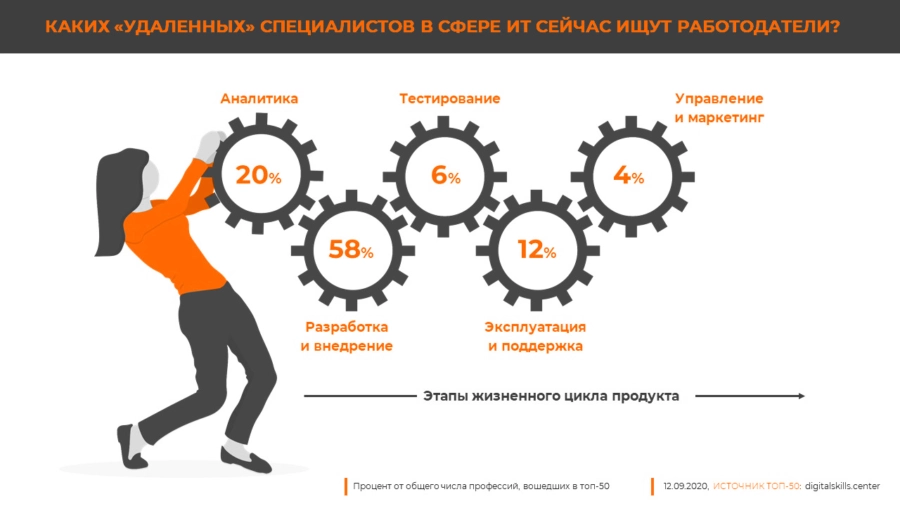 КАКИХ «УДАЛЕННЫХ» СПЕЦИАЛИСТОВ В СФЕРЕ ИТ СЕЙЧАС ИЩУТ РАБОТОДАТЕЛИ?
Аналитика
Тестирование
Управление
и маркетинг
20%
6%
4%
58%
12%
Разработка
и внедрение
Эксплуатация
и поддержка
Этапы жизненного цикла продукта
Процент от общего числа профессий, вошедших в топ-50
12.09.2020, ИСТОЧНИК ТОП-50: digitalskills.center